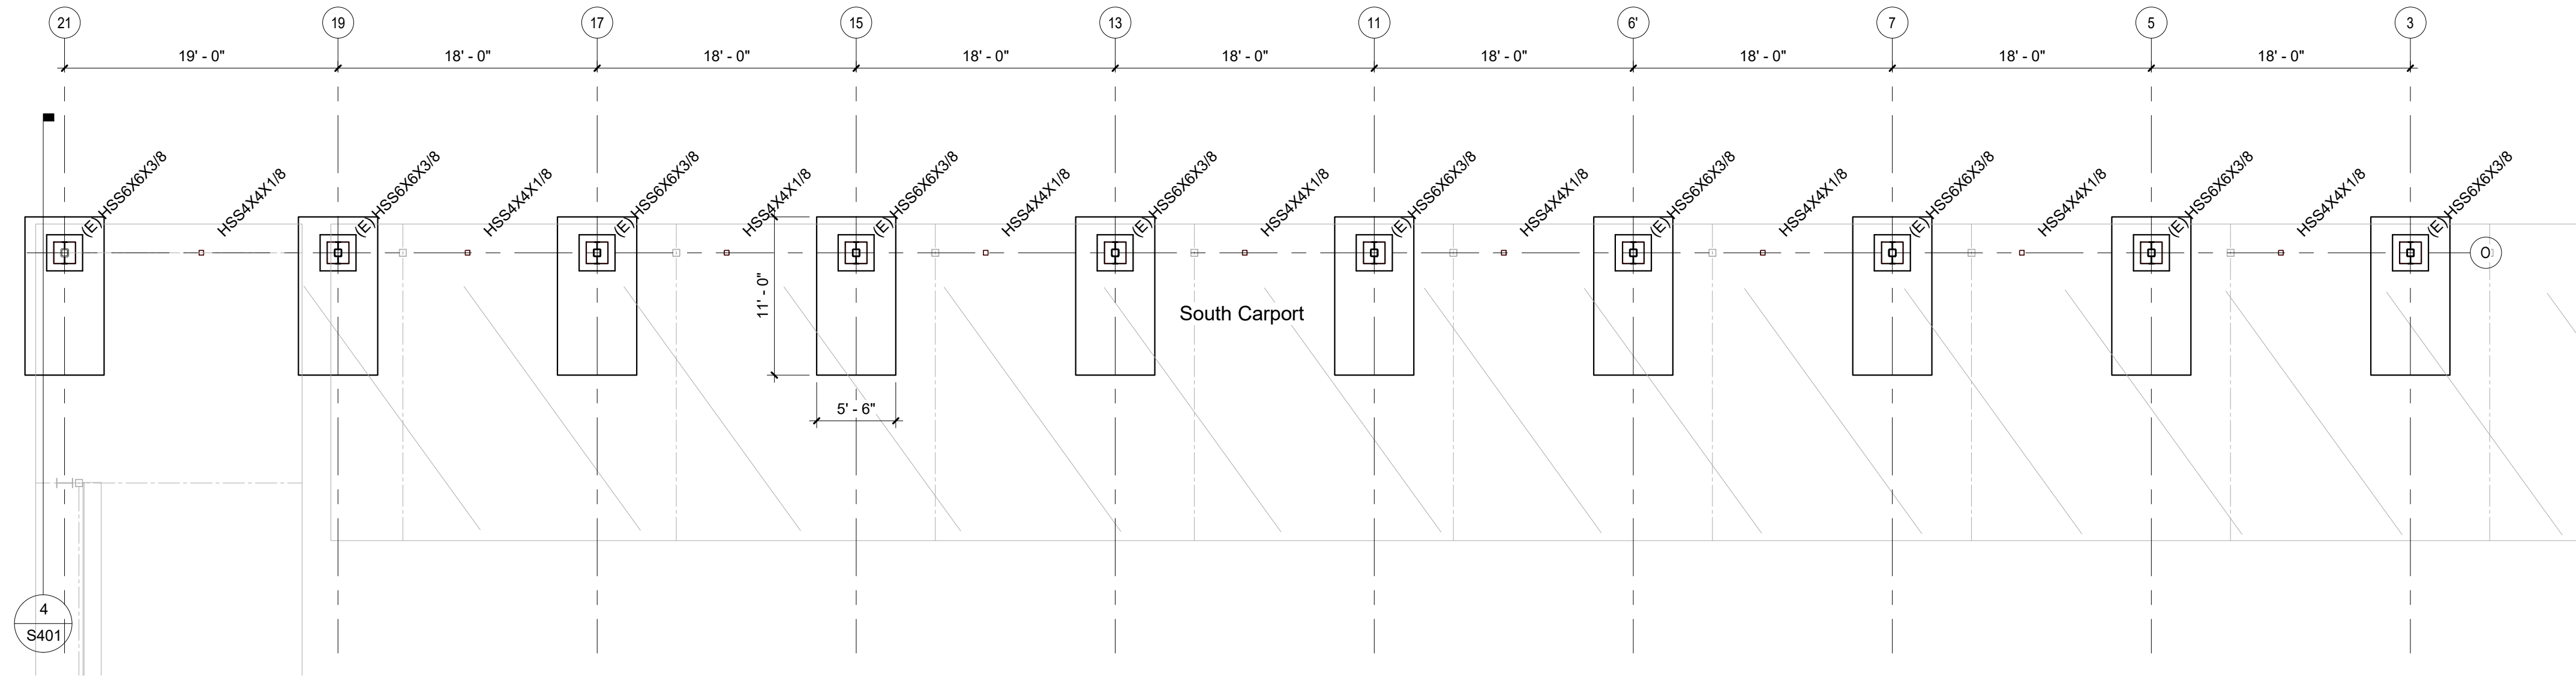 21 19 17 15 13 11 6' 7 5 3
19' - 0" 18' - 0" 18' - 0" 18' - 0" 18' - 0" 18' - 0" 18' - 0" 18' - 0" 18' - 0"
(E) HSS6X6X3/8
HSS4X4X1/8
(E) HSS6X6X3/8
HSS4X4X1/8
(E) HSS6X6X3/8
HSS4X4X1/8
(E) HSS6X6X3/8
HSS4X4X1/8
(E) HSS6X6X3/8
HSS4X4X1/8
(E) HSS6X6X3/8
HSS4X4X1/8
(E) HSS6X6X3/8
HSS4X4X1/8
(E) HSS6X6X3/8
HSS4X4X1/8
(E) HSS6X6X3/8
HSS4X4X1/8
(E) HSS6X6X3/8
O
11' - 0"
South Carport
5' - 6"
4
S401